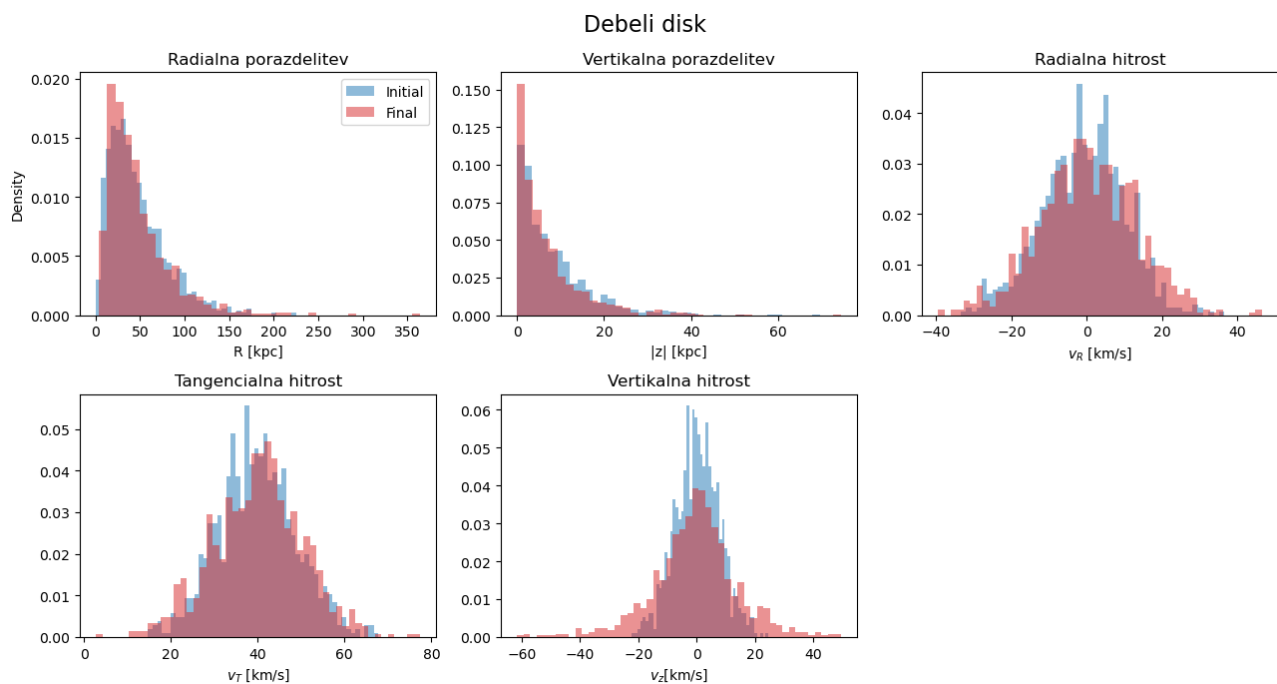 Debeli disk
Radialna porazdelitev
Density
0.020
0.015
0.010
0.005
0.000
0 50 100 150 200 250 300 350
R [kpc]
Initial
Final
Vertikalna porazdelitev
0.150
0.125
0.100
0.075
0.050
0.025
0.000
0 20 40 60
|z| [kpc]
Radialna hitrost
0.04
0.03
0.02
0.01
0.00
−40 −20 0 20 40
v_R [km/s]
Tangencialna hitrost
0.05
0.04
0.03
0.02
0.01
0.00
0 20 40 60 80
v_T [km/s]
Vertikalna hitrost
0.06
0.05
0.04
0.03
0.02
0.01
0.00
−60 −40 −20 0 20 40
v_z[km/s]